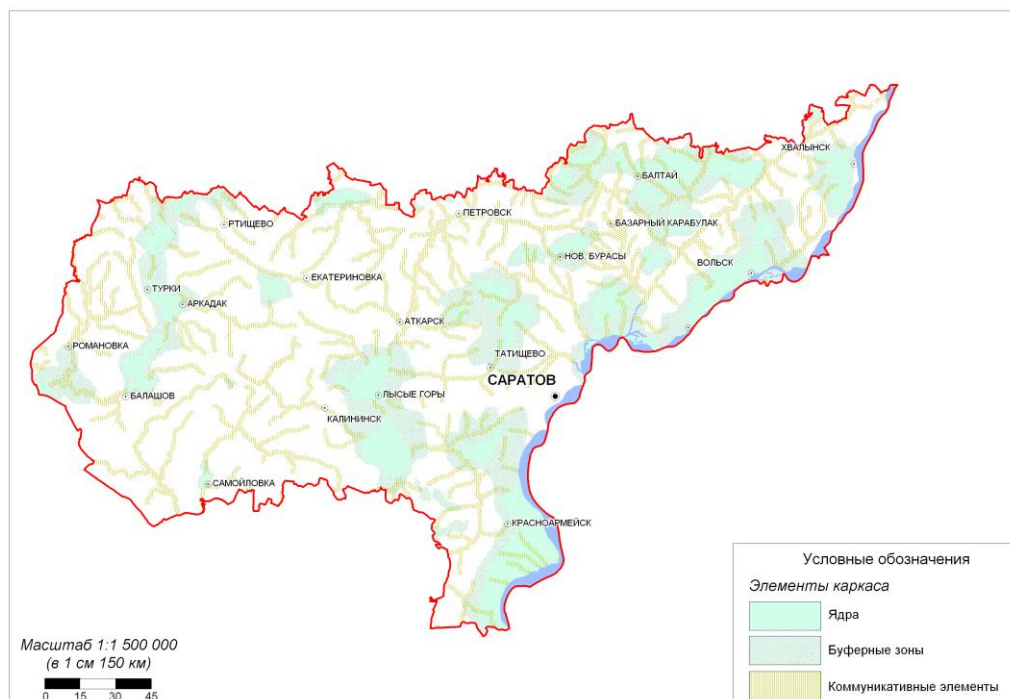 ХВАЛЫНСК
БАЛТАЙ
ПЕТРОВСК
БАЗАРНЫЙ КАРАБУЛАК
РТИЩЕВО
НОВ. БУРАСЫ
ВОЛЬСК
ЕКАТЕРИНОВКА
ТУРКИ
АРКАДАК
АТКАРСК
РОМАНОВКА
ТАТИЩЕВО
САРАТОВ
БАЛАШОВ
ЛЫСЫЕ ГОРЫ
КАЛИНИНСК
САМОЙЛОВКА
КРАСНОАРМЕЙСК
Условные обозначения
Элементы каркаса
Ядра
Буферные зоны
Коммуникативные элементы
Масштаб 1:1 500 000
(в 1 см 150 км)
0 15 30 45